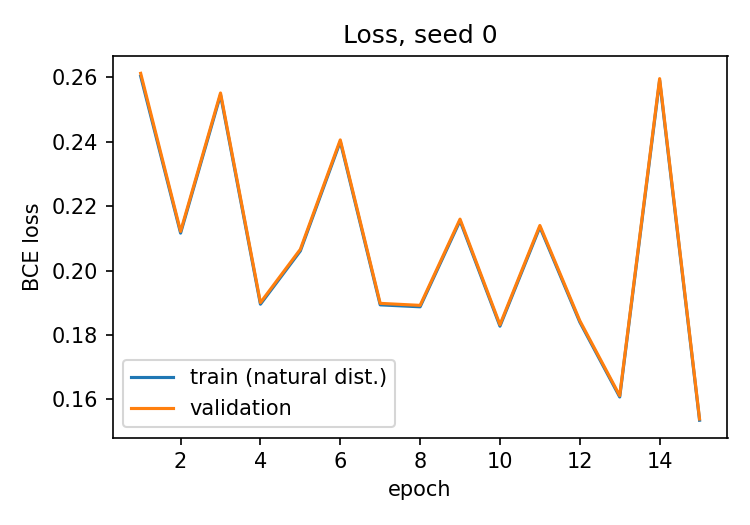 Loss, seed 0
BCE loss
0.26
0.24
0.22
0.20
0.18
0.16
train (natural dist.)
validation
2 4 6 8 10 12 14
epoch